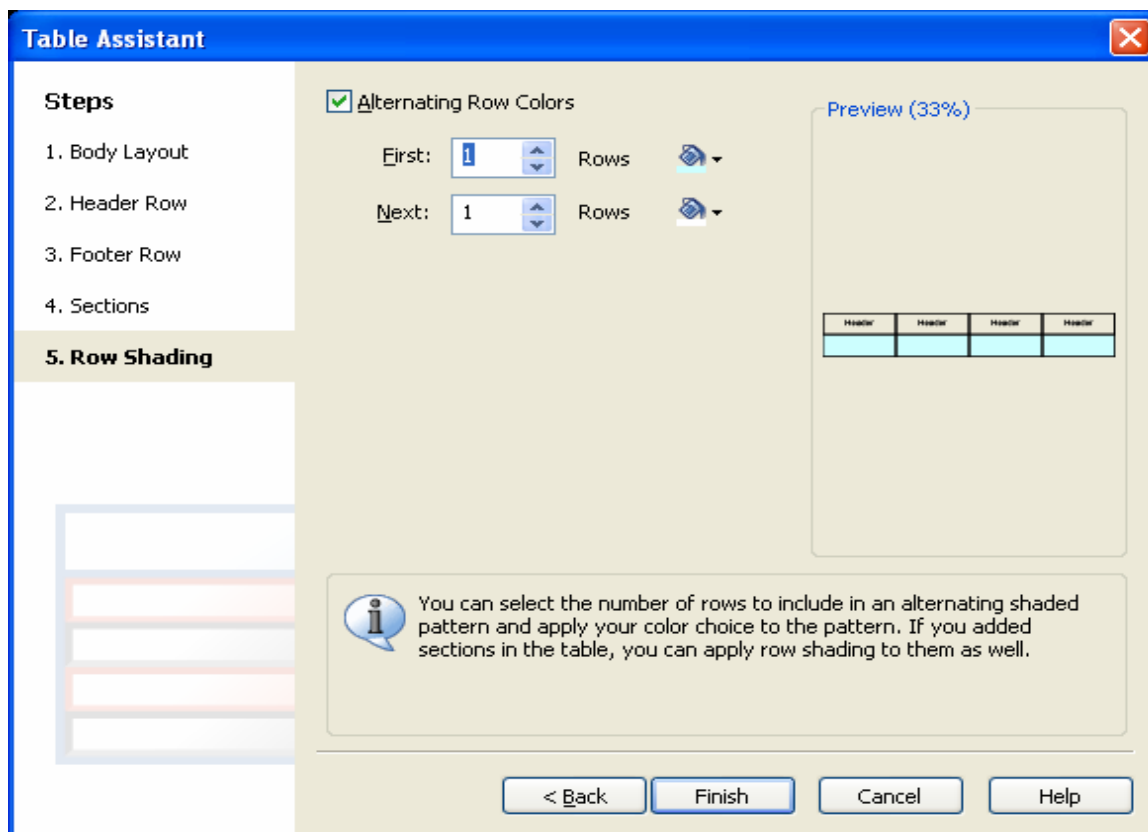 Table Assistant
Steps
1. Body Layout
2. Header Row
3. Footer Row
4. Sections
5. Row Shading
Alternating Row Colors
First: 1 Rows
Next: 1 Rows
Preview (33%)
Header Header Header Header
You can select the number of rows to include in an alternating shaded
pattern and apply your color choice to the pattern. If you added
sections in the table, you can apply row shading to them as well.
< Back Finish Cancel Help